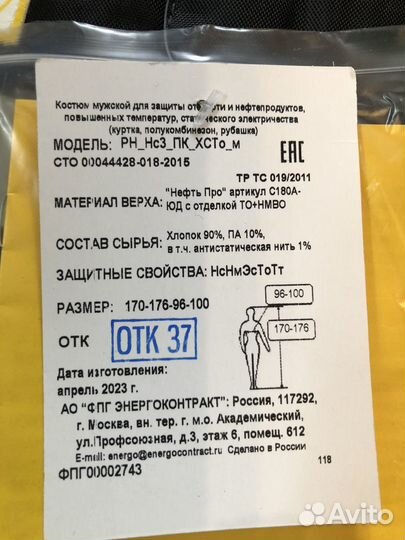 Костюм мужской для защиты от нефти и нефтепродуктов,
повышенных температур, статического электричества
(куртка, полукомбинезон, рубашка)
МОДЕЛЬ: РН_Нс3_ПК_ХСТо_м
СТО 00044428-018-2015
ЕАС
ТР ТС 019/2011
МАТЕРИАЛ ВЕРХА: "Нефть Про" артикул С180А-
ЮД с отделкой ТО+НМВО
СОСТАВ СЫРЬЯ: Хлопок 90%, ПА 10%,
в т.ч. антистатическая нить 1%
ЗАЩИТНЫЕ СВОЙСТВА: НсНмЭсТоТт
РАЗМЕР: 170-176-96-100
96-100
170-176
ОТК ОТК 37
Дата изготовления:
апрель 2023 г.
АО "ФПГ ЭНЕРГОКОНТРАКТ": Россия, 117292,
г. Москва, вн. тер. г. м.о. Академический,
ул.Профсоюзная, д.3, этаж 6, помещ. 612
E-mail: energo@energocontract.ru Сделано в России
ФПГ00002743
118
Avito